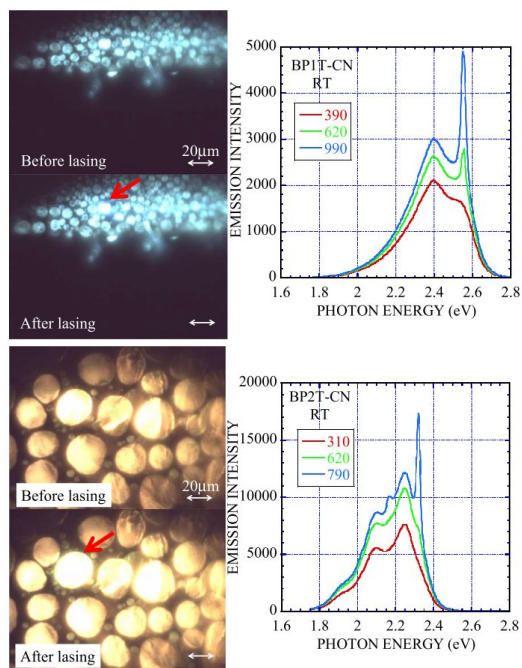 Before lasing
20μm
After lasing
EMISSION INTENSITY
5000
4000
3000
2000
1000
0
BP1T-CN
RT
390
620
990
1.6
1.8
2
2.2
2.4
2.6
2.8
PHOTON ENERGY (eV)
Before lasing
20μm
After lasing
EMISSION INTENSITY
20000
15000
10000
5000
0
BP2T-CN
RT
310
620
790
1.6
1.8
2
2.2
2.4
2.6
2.8
PHOTON ENERGY (eV)